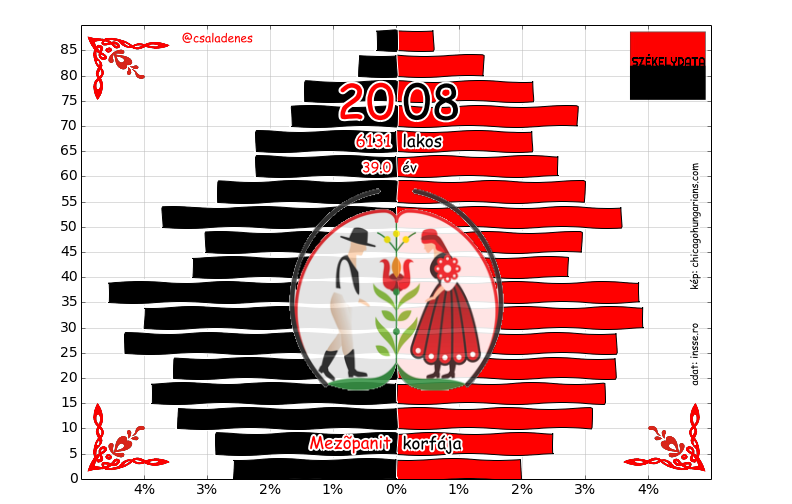 @csaladenes
SZÉKELYDATA
2008
6131 lakos
39.0 év
Mezőpanit korfája
kép: chicagohungarians.com
adat: insse.ro
85
80
75
70
65
60
55
50
45
40
35
30
25
20
15
10
5
0
4% 3% 2% 1% 0% 1% 2% 3% 4%